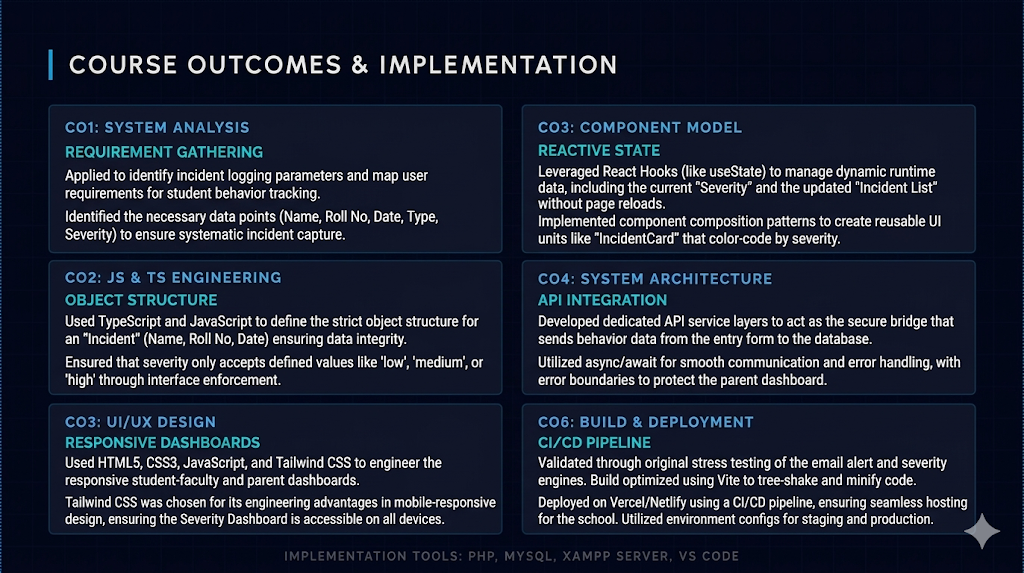 COURSE OUTCOMES & IMPLEMENTATION
CO1: SYSTEM ANALYSIS
REQUIREMENT GATHERING
Applied to identify incident logging parameters and map user
requirements for student behavior tracking.
Identified the necessary data points (Name, Roll No, Date, Type,
Severity) to ensure systematic incident capture.
CO2: JS & TS ENGINEERING
OBJECT STRUCTURE
Used TypeScript and JavaScript to define the strict object structure for
an "Incident" (Name, Roll No, Date) ensuring data integrity.
Ensured that severity only accepts defined values like 'low', 'medium', or
'high' through interface enforcement.
CO3: UI/UX DESIGN
RESPONSIVE DASHBOARDS
Used HTML5, CSS3, JavaScript, and Tailwind CSS to engineer the
responsive student-faculty and parent dashboards.
Tailwind CSS was chosen for its engineering advantages in mobile-responsive
design, ensuring the Severity Dashboard is accessible on all devices.
CO3: COMPONENT MODEL
REACTIVE STATE
Leveraged React Hooks (like useState) to manage dynamic runtime
data, including the current "Severity" and the updated "Incident List"
without page reloads.
Implemented component composition patterns to create reusable UI
units like "IncidentCard" that color-code by severity.
CO4: SYSTEM ARCHITECTURE
API INTEGRATION
Developed dedicated API service layers to act as the secure bridge that
sends behavior data from the entry form to the database.
Utilized async/await for smooth communication and error handling, with
error boundaries to protect the parent dashboard.
CO6: BUILD & DEPLOYMENT
CI/CD PIPELINE
Validated through original stress testing of the email alert and severity
engines. Build optimized using Vite to tree-shake and minify code.
Deployed on Vercel/Netlify using a CI/CD pipeline, ensuring seamless hosting
for the school. Utilized environment configs for staging and production.
IMPLEMENTATION TOOLS: PHP, MYSQL, XAMPP SERVER, VS CODE